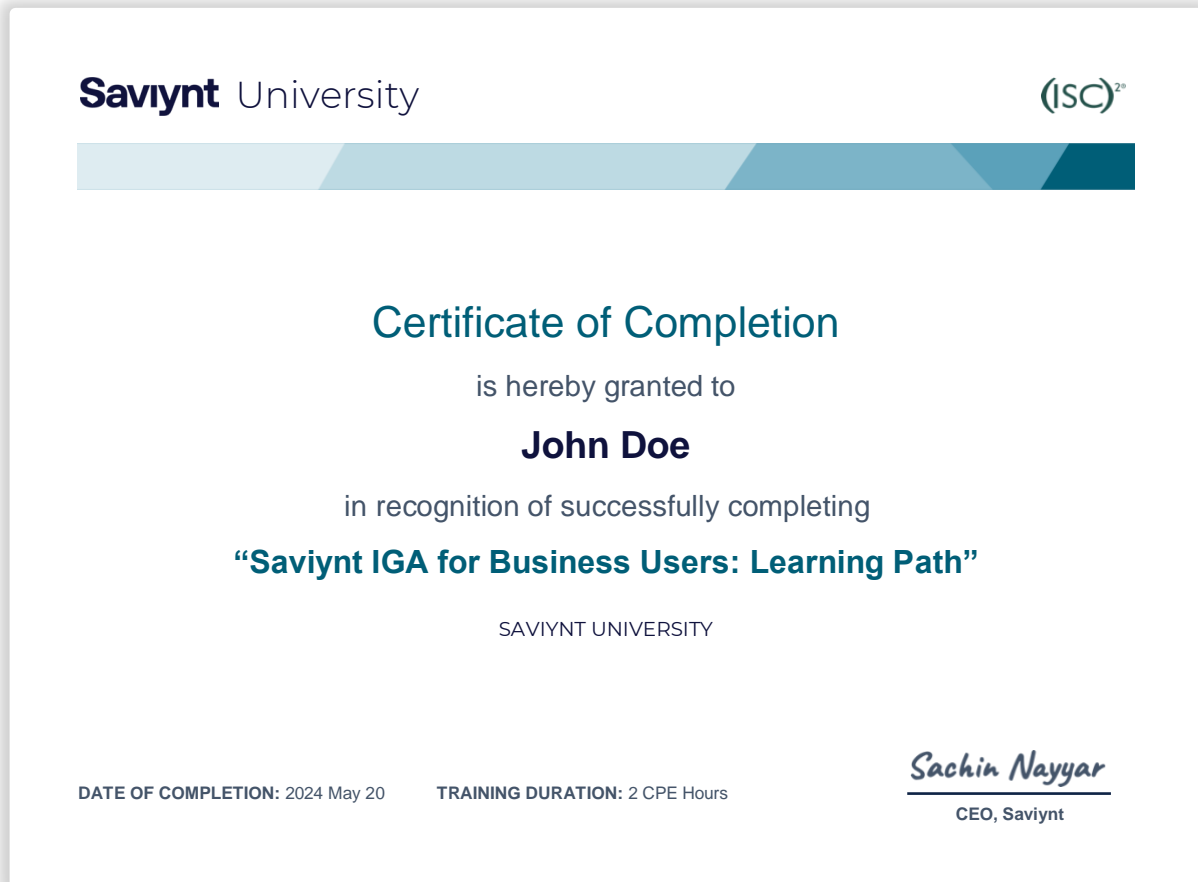 Saviynt University
(ISC)²®
Certificate of Completion
is hereby granted to
John Doe
in recognition of successfully completing
“Saviynt IGA for Business Users: Learning Path”
SAVIYNT UNIVERSITY
Sachin Nayyar
DATE OF COMPLETION: 2024 May 20 TRAINING DURATION: 2 CPE Hours
CEO, Saviynt